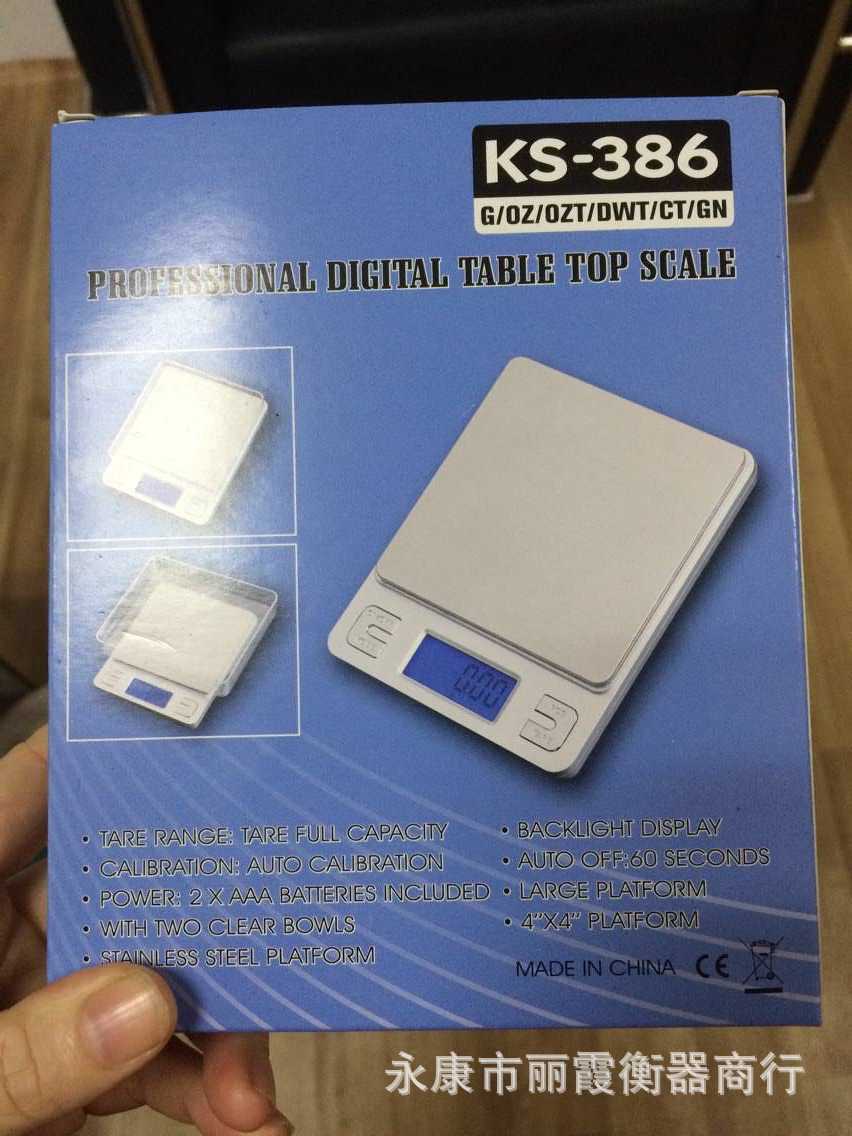 KS-386
G/OZ/OZT/DWT/CT/GN
PROFESSIONAL DIGITAL TABLE TOP SCALE
0.00
• TARE RANGE: TARE FULL CAPACITY
• CALIBRATION: AUTO CALIBRATION
• POWER: 2 X AAA BATTERIES INCLUDED
• WITH TWO CLEAR BOWLS
• STAINLESS STEEL PLATFORM
• BACKLIGHT DISPLAY
• AUTO OFF:60 SECONDS
• LARGE PLATFORM
• 4"X4" PLATFORM
MADE IN CHINA CE
永康市丽霞衡器商行